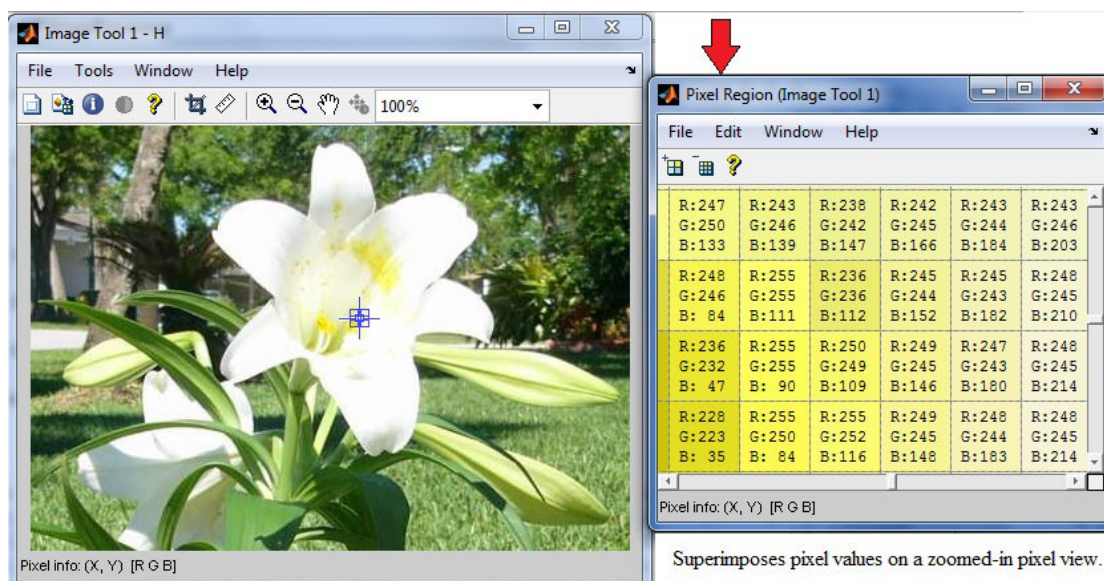 Image Tool 1 - H
File Tools Window Help
100%
Pixel info: (X, Y) [R G B]
Pixel Region (Image Tool 1)
File Edit Window Help
R:247 R:243 R:238 R:242 R:243 R:243
G:250 G:246 G:242 G:245 G:244 G:246
B:133 B:139 B:147 B:166 B:184 B:203
R:248 R:255 R:236 R:245 R:245 R:248
G:246 G:255 G:236 G:244 G:243 G:245
B: 84 B:111 B:112 B:152 B:182 B:210
R:236 R:255 R:250 R:249 R:247 R:248
G:232 G:255 G:249 G:245 G:243 G:245
B: 47 B: 90 B:109 B:146 B:180 B:214
R:228 R:255 R:255 R:249 R:248 R:248
G:223 G:250 G:252 G:245 G:244 G:245
B: 35 B: 84 B:116 B:148 B:183 B:214
Pixel info: (X, Y) [R G B]
Superimposes pixel values on a zoomed-in pixel view.